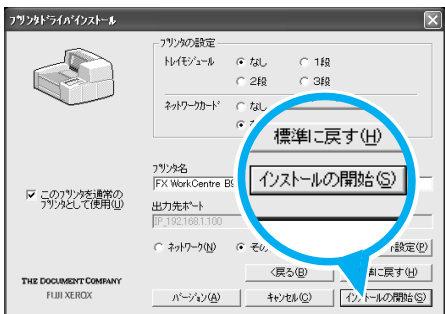 プリンタドライバインストール
プリンタの設定
トレイモジュール なし 1段
2段 3段
ネットワークカード なし
標準に戻す(H)
インストールの開始(S)
プリンタ名
FX WorkCentre B9
このプリンタを通常の
プリンタとして使用(U)
出力先ポート
IP_192.168.1.100
ネットワーク(N) その 設定(P)
<戻る(B) 準に戻す(H)
THE DOCUMENT COMPANY
FUJI XEROX
バージョン(A) キャンセル(C) インストールの開始(S)